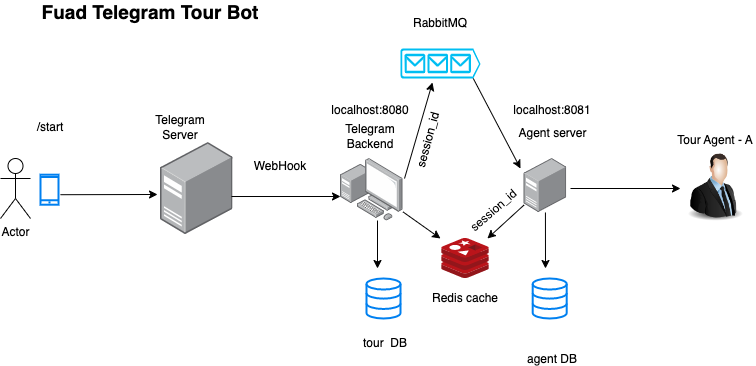 Fuad Telegram Tour Bot
RabbitMQ
localhost:8080
localhost:8081
/start
Telegram
Server
Telegram
Backend
session_id
Agent server
Tour Agent - A
WebHook
session_id
Actor
Redis cache
tour DB
agent DB